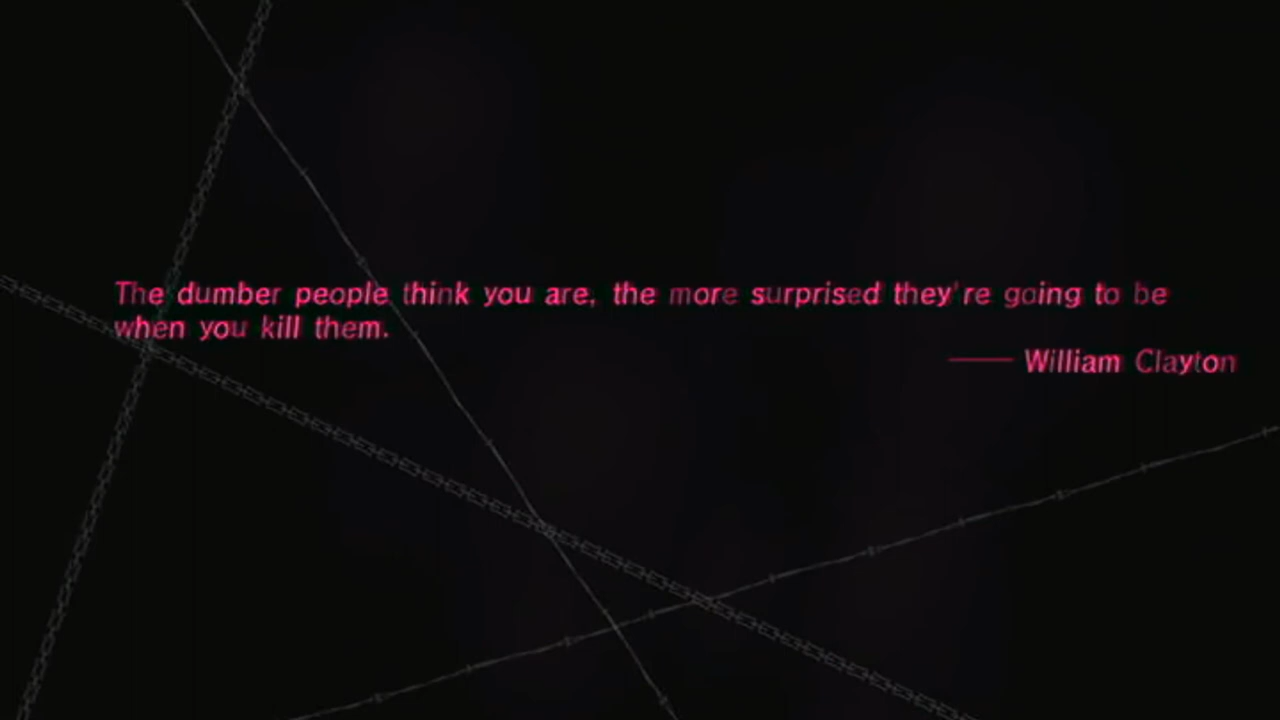 The dumber people think you are, the more surprised they're going to be
when you kill them.
—— William Clayton